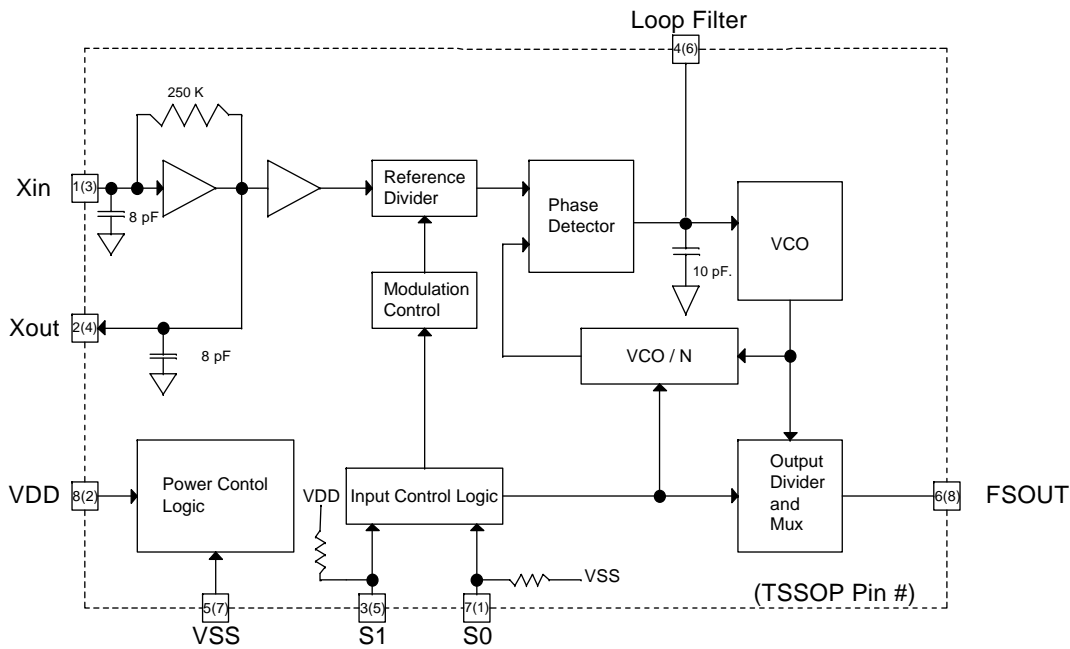 Loop Filter
4(6)
250 K
Xin
1(3)
8 pF
Reference
Divider
Phase
Detector
VCO
10 pF.
Modulation
Control
Xout
2(4)
8 pF
VCO / N
VDD
8(2)
Power Contol
Logic
VDD
Input Control Logic
Output
Divider
and
Mux
6(8)
FSOUT
VSS
(TSSOP Pin #)
5(7)
3(5)
7(1)
VSS
S1
S0